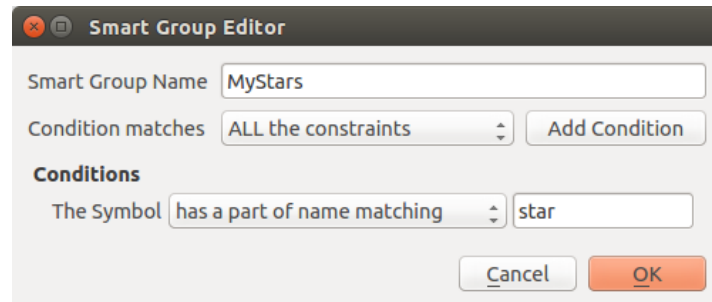 Smart Group Editor
Smart Group Name MyStars
Condition matches ALL the constraints Add Condition
Conditions
The Symbol has a part of name matching star
Cancel OK